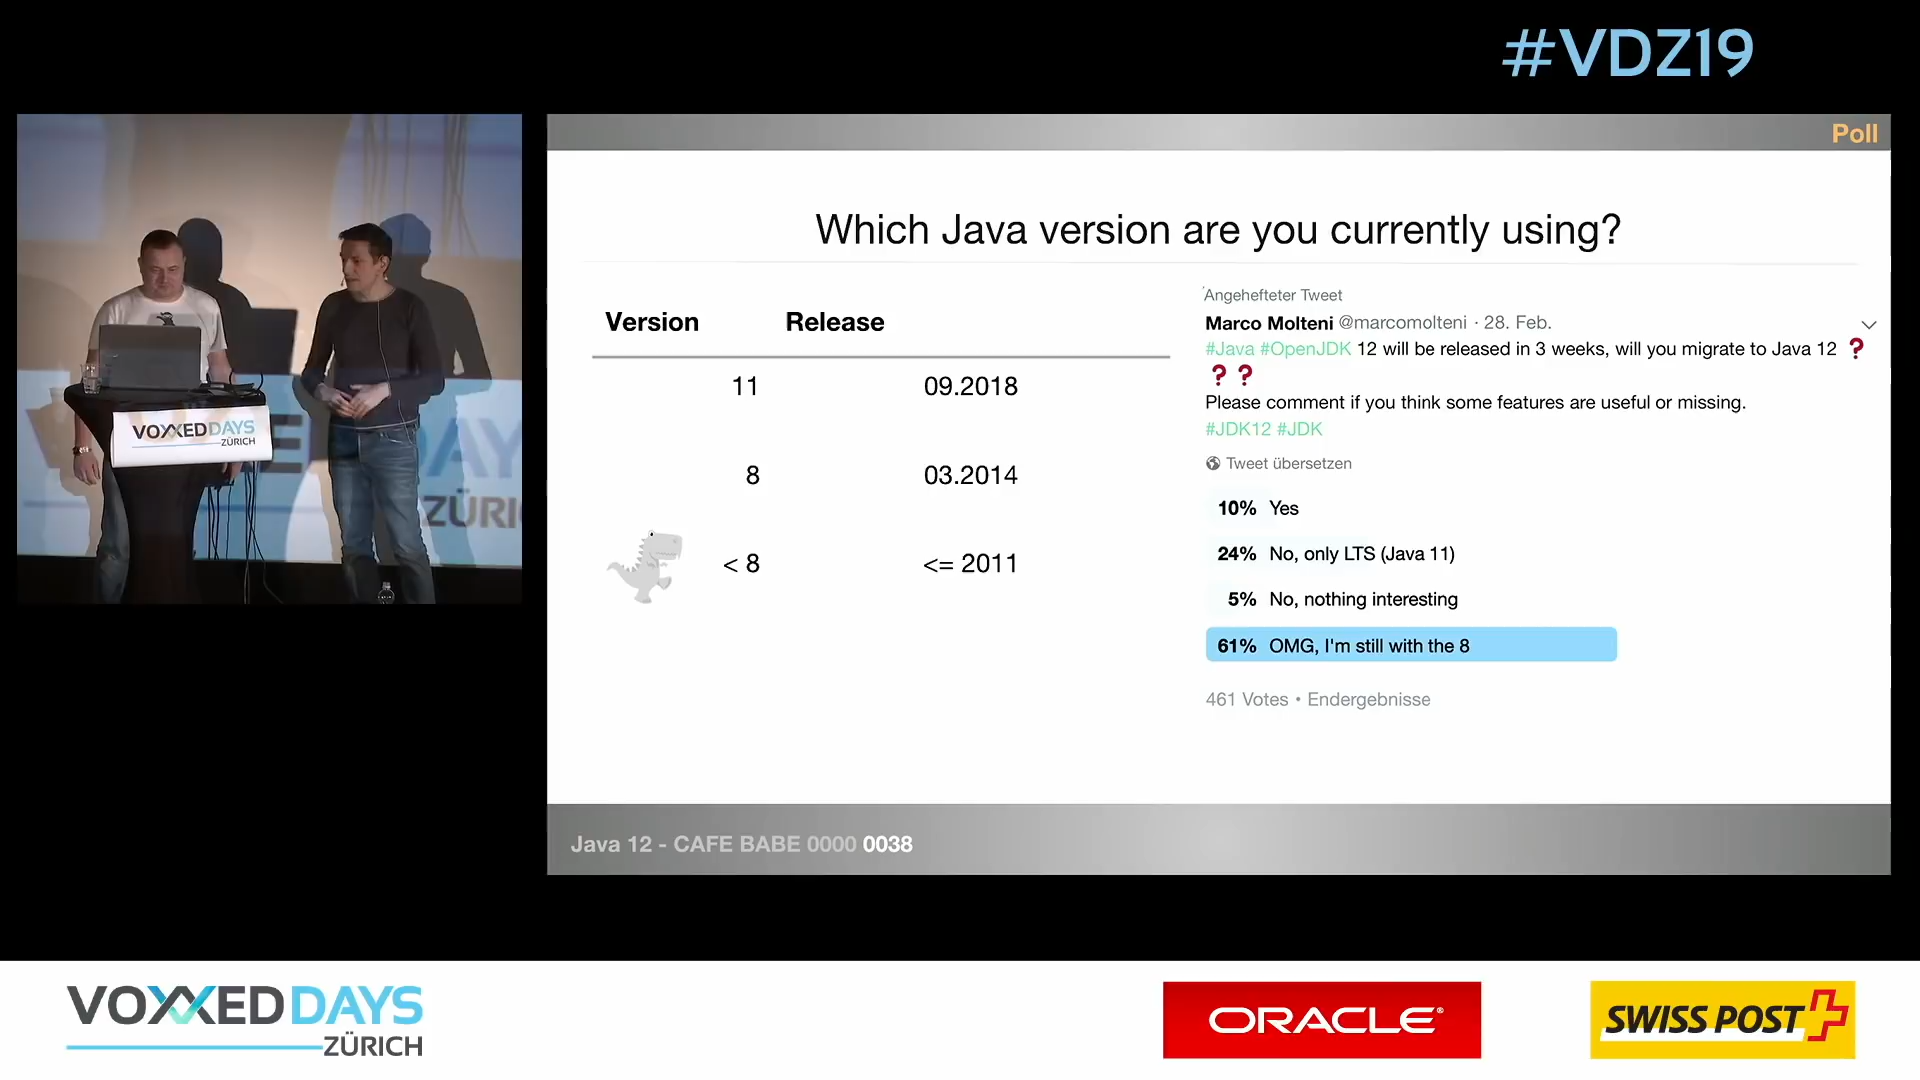 #VDZ19
Poll
Which Java version are you currently using?
Version Release
11 09.2018
8 03.2014
< 8 <= 2011
Angehefteter Tweet
Marco Molteni @marcomolteni · 28. Feb.
#Java #OpenJDK 12 will be released in 3 weeks, will you migrate to Java 12 ❓
❓❓
Please comment if you think some features are useful or missing.
#JDK12 #JDK
Tweet übersetzen
10% Yes
24% No, only LTS (Java 11)
5% No, nothing interesting
61% OMG, I'm still with the 8
461 Votes • Endergebnisse
Java 12 - CAFE BABE 0000 0038
VOXXED DAYS
ZÜRICH
VOXXED DAYS
ZÜRICH
ORACLE®
SWISS POST